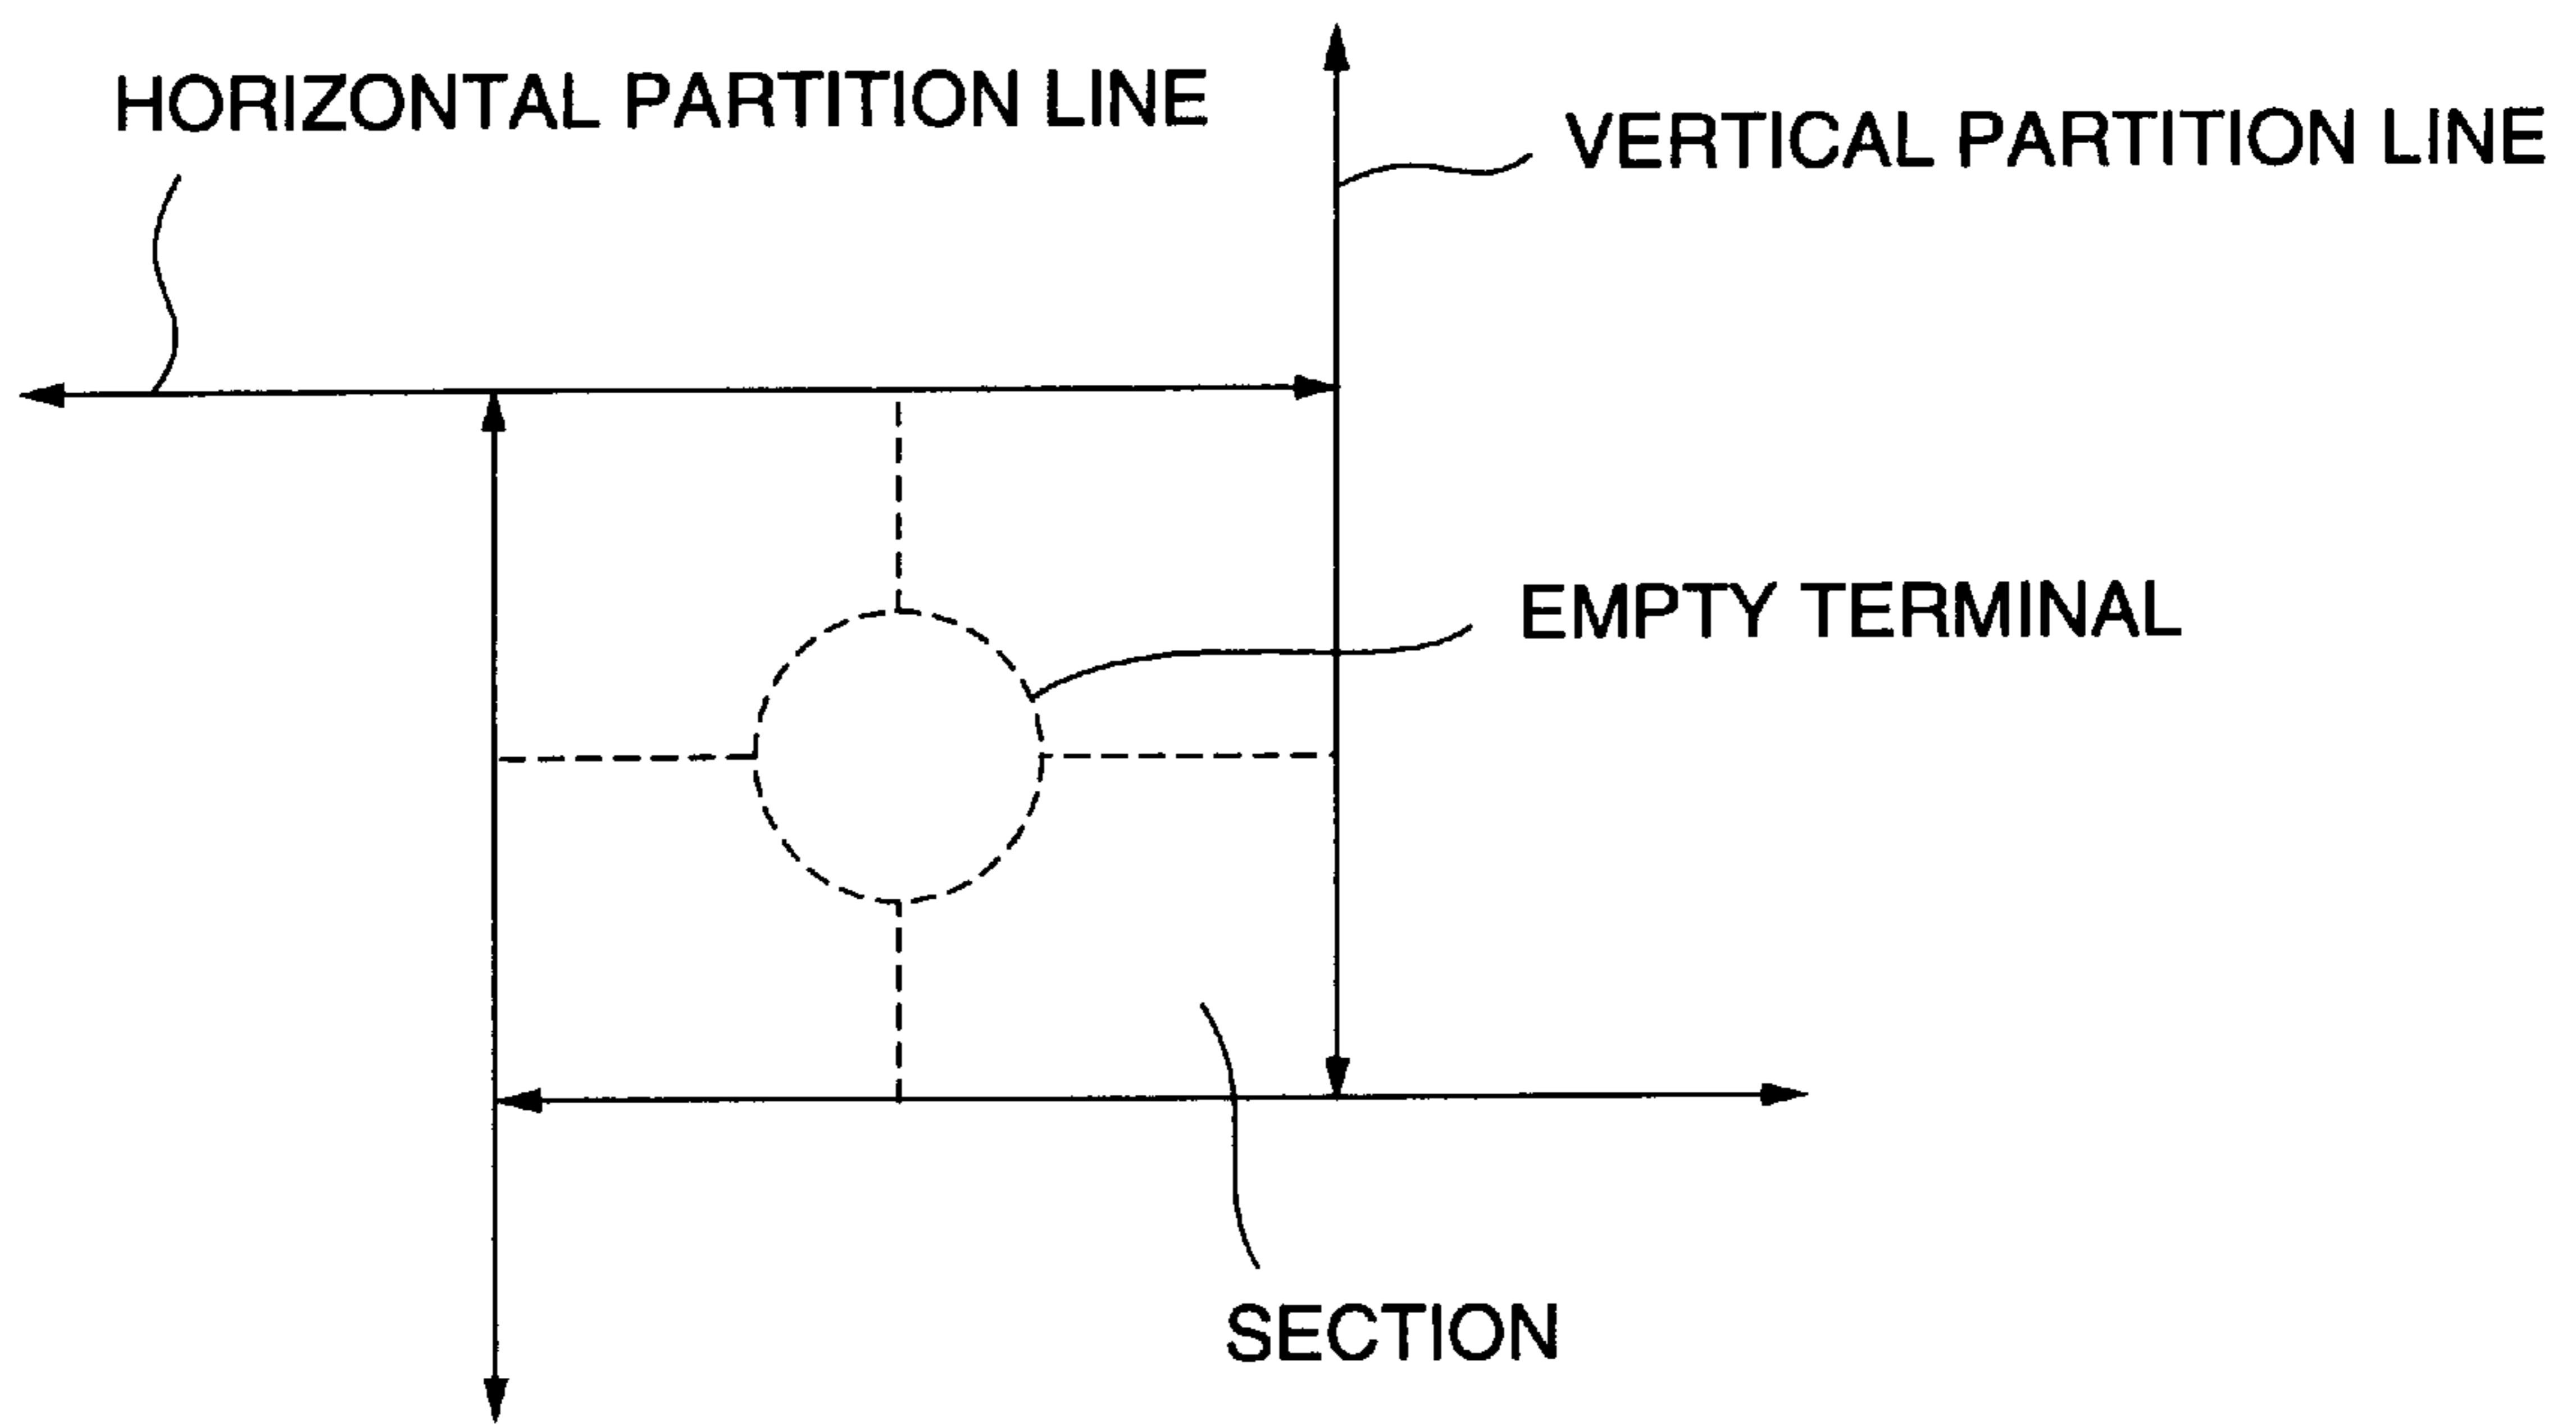 HORIZONTAL PARTITION LINE
VERTICAL PARTITION LINE
EMPTY TERMINAL
SECTION